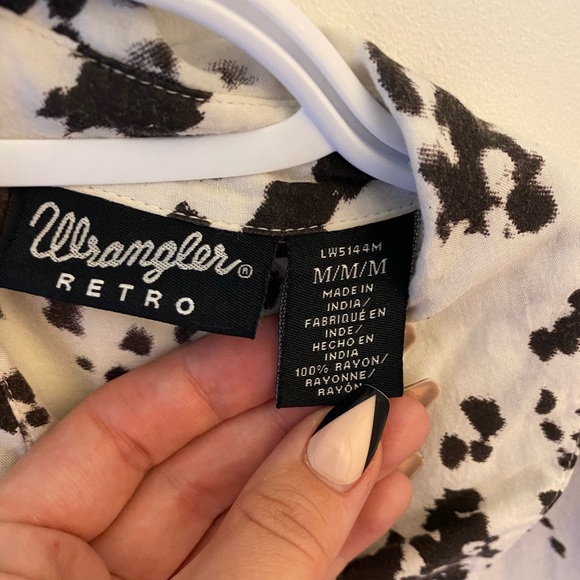 Wrangler®
RETRO
LW5144M
M/M/M
MADE IN
INDIA/
FABRIQUÉ EN
INDE/
HECHO EN
INDIA
100% RAYON/
RAYONNE/
RAYÓN